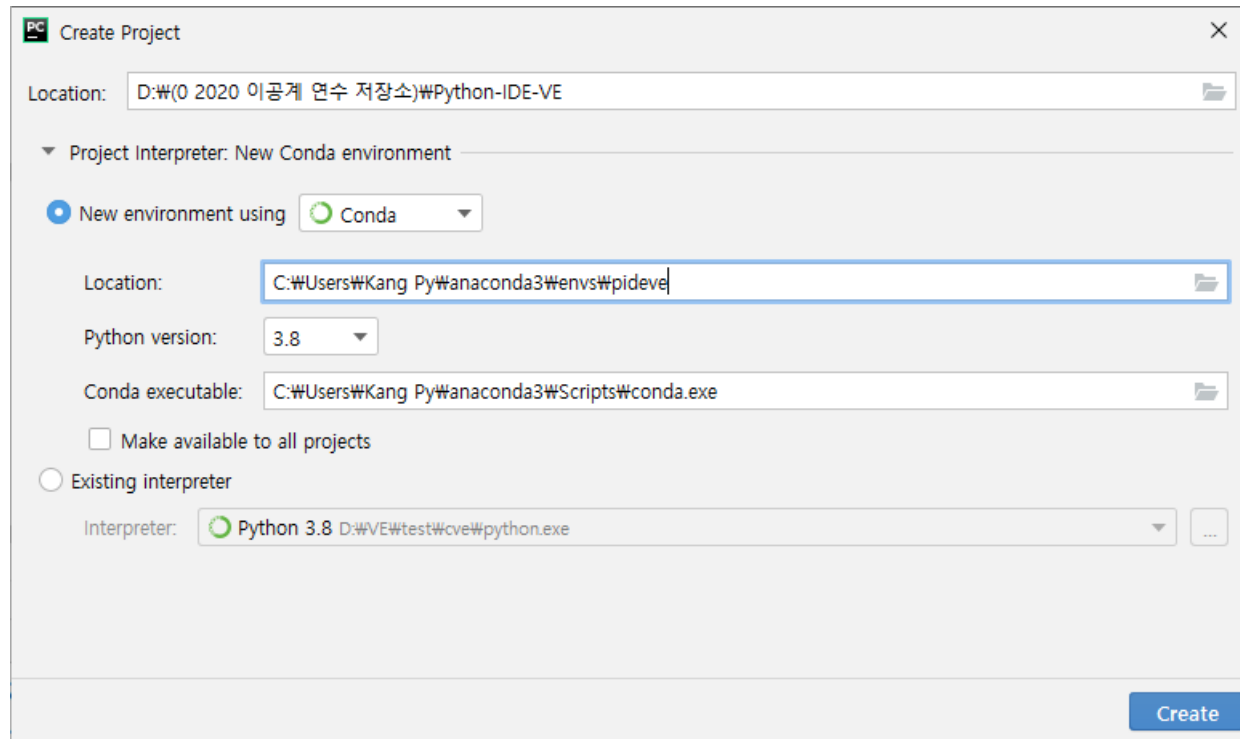 PC Create Project
Location: D:₩(0 2020 이공계 연수 저장소)₩Python-IDE-VE
Project Interpreter: New Conda environment
New environment using Conda
Location: C:₩Users₩Kang Py₩anaconda3₩envs₩pideve
Python version: 3.8
Conda executable: C:₩Users₩Kang Py₩anaconda3₩Scripts₩conda.exe
Make available to all projects
Existing interpreter
Interpreter: Python 3.8 D:₩VE₩test₩cve₩python.exe ...
Create